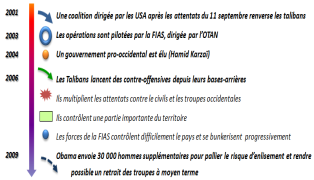 2001
Une coalition dirigée par les USA après les attentats du 11 septembre renverse les talibans
2003
Les opérations sont pilotées par la FIAS, dirigée par l'OTAN
2004
Un gouvernement pro-occidental est élu (Hamid Karzaï)
2006
Les Talibans lancent des contre-offensives depuis leurs bases-arrières
Ils multiplient les attentats contre le civils et les troupes occidentales
Ils contrôlent une partie importante du territoire
Les forces de la FIAS contrôlent difficilement le pays et se bunkerisent progressivement
2009
Obama envoie 30 000 hommes supplémentaires pour pallier le risque d'enlisement et rendre
possible un retrait des troupes à moyen terme